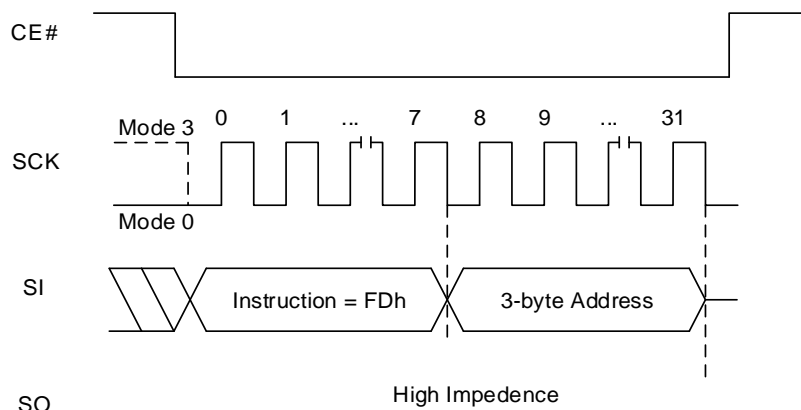 CE#
Mode 3
0 1 ... 7 8 9 ... 31
SCK
Mode 0
SI
Instruction = FDh
3-byte Address
High Impedence
SO